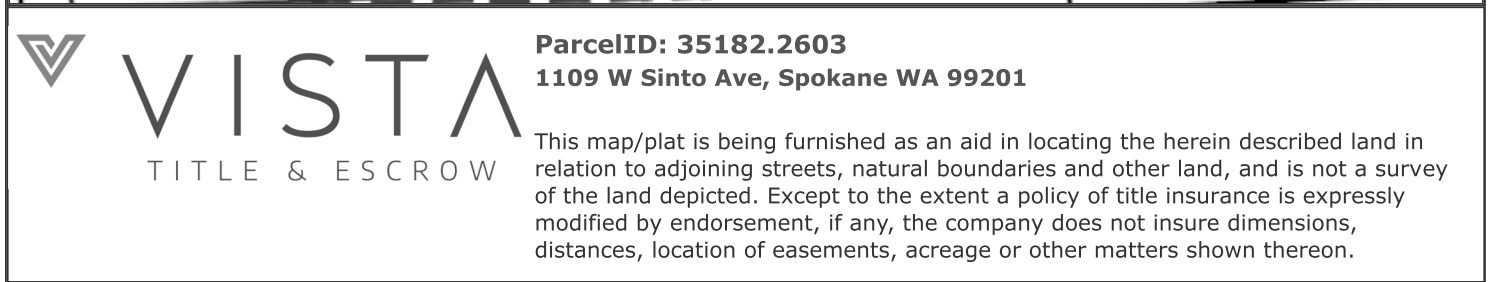 VISTA
TITLE & ESCROW
ParcelID: 35182.2603
1109 W Sinto Ave, Spokane WA 99201
This map/plat is being furnished as an aid in locating the herein described land in
relation to adjoining streets, natural boundaries and other land, and is not a survey
of the land depicted. Except to the extent a policy of title insurance is expressly
modified by endorsement, if any, the company does not insure dimensions,
distances, location of easements, acreage or other matters shown thereon.